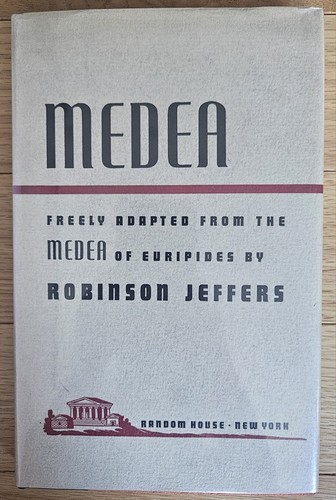 MEDEA
FREELY ADAPTED FROM THE
MEDEA OF EURIPIDES BY
ROBINSON JEFFERS
RANDOM HOUSE · NEW YORK